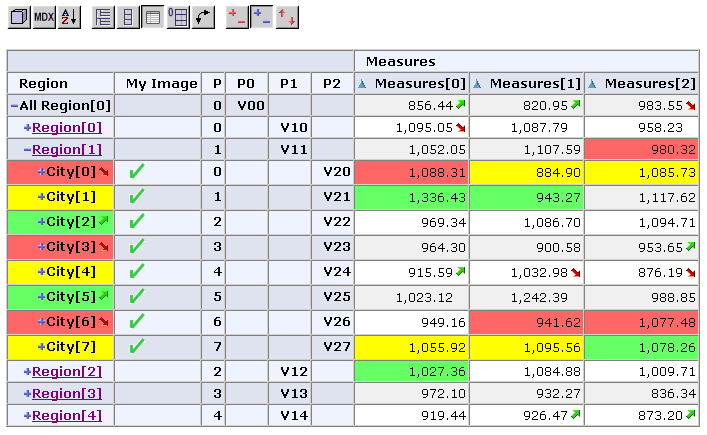 MDX A Z 0
Measures
Region My Image P P0 P1 P2 Measures[0] Measures[1] Measures[2]
All Region[0] 0 V00 856.44 820.95 983.55
Region[0] 0 V10 1,095.05 1,087.79 958.23
Region[1] 1 V11 1,052.05 1,107.59 980.32
City[0] 0 V20 1,088.31 884.90 1,085.73
City[1] 1 V21 1,336.43 943.27 1,117.62
City[2] 2 V22 969.34 1,086.70 1,094.71
City[3] 3 V23 964.30 900.58 953.65
City[4] 4 V24 915.59 1,032.98 876.19
City[5] 5 V25 1,023.12 1,242.39 988.85
City[6] 6 V26 949.16 941.62 1,077.48
City[7] 7 V27 1,055.92 1,095.56 1,078.26
Region[2] 2 V12 1,027.36 1,084.88 1,009.71
Region[3] 3 V13 972.10 932.27 836.34
Region[4] 4 V14 919.44 926.47 873.20